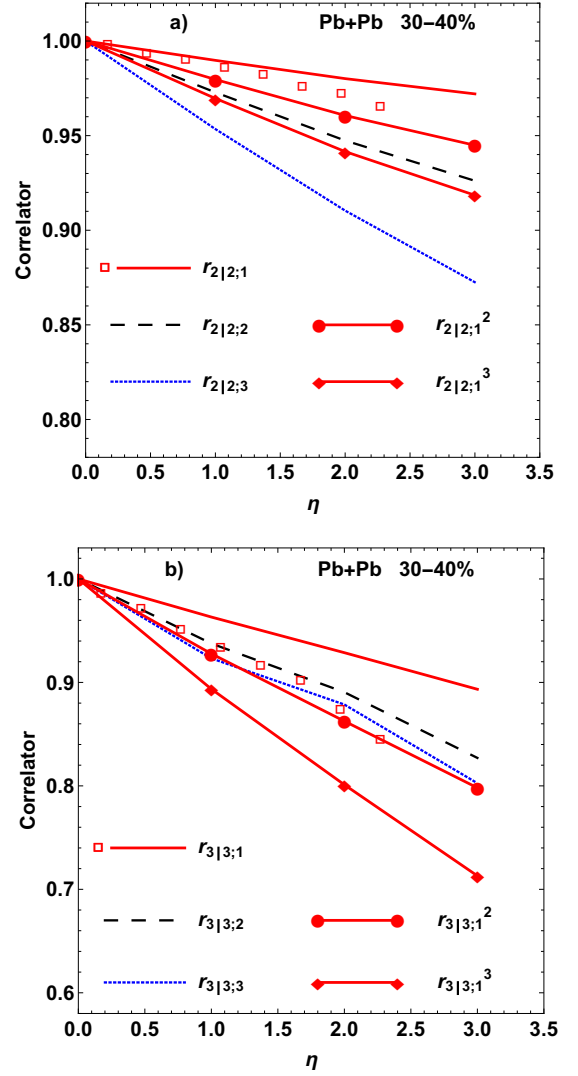 a) Pb+Pb 30−40%
1.00
0.95
0.90
0.85
0.80
Correlator
r2|2;1
r2|2;2 r2|2;1^2
r2|2;3 r2|2;1^3
0.0 0.5 1.0 1.5 2.0 2.5 3.0 3.5
η
b) Pb+Pb 30−40%
1.0
0.9
0.8
0.7
0.6
Correlator
r3|3;1
r3|3;2 r3|3;1^2
r3|3;3 r3|3;1^3
0.0 0.5 1.0 1.5 2.0 2.5 3.0 3.5
η